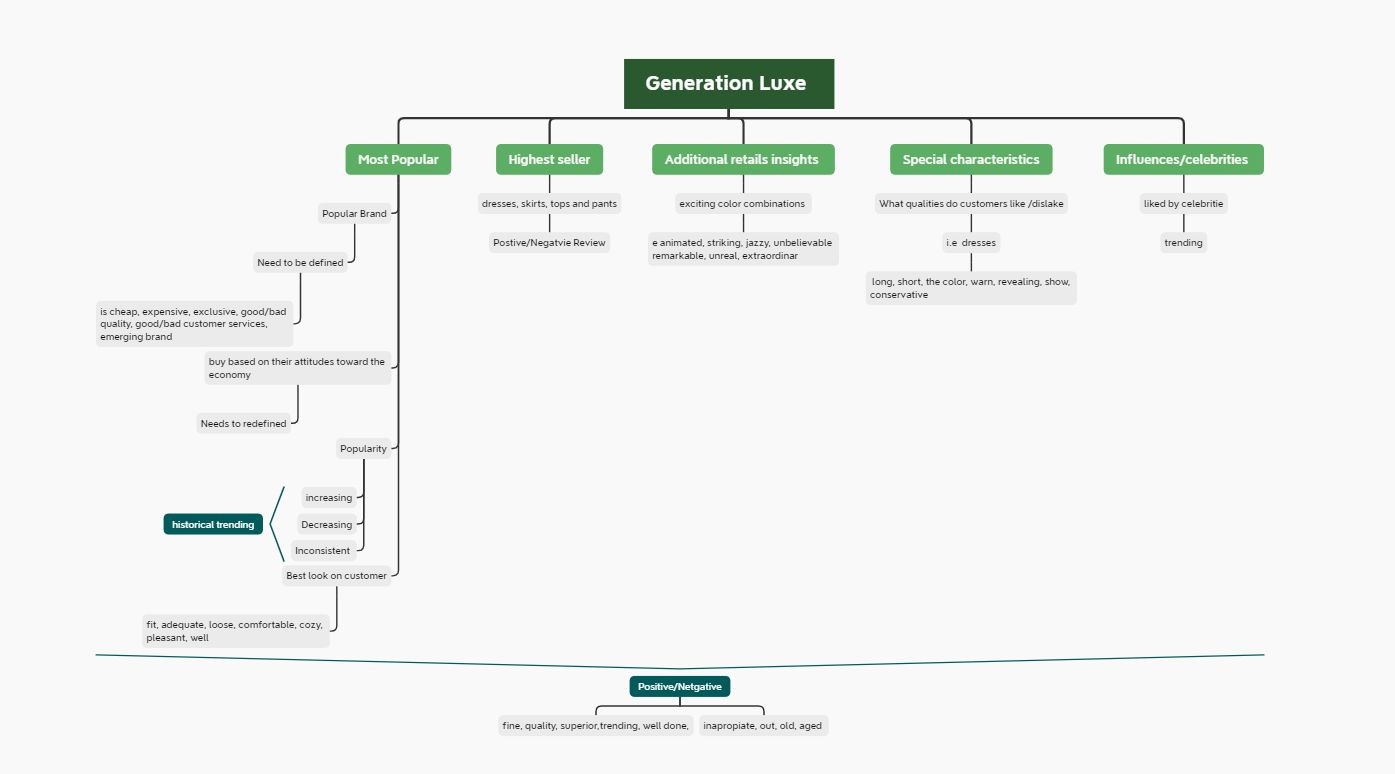 Generation Luxe
Most Popular
Highest seller
Additional retails insights
Special characteristics
Influences/celebrities
Popular Brand
Need to be defined
is cheap, expensive, exclusive, good/bad
quality, good/bad customer services,
emerging brand
buy based on their attitudes toward the
economy
Needs to redefined
Popularity
increasing
Decreasing
Inconsistent
historical trending
Best look on customer
fit, adequate, loose, comfortable, cozy,
pleasant, well
dresses, skirts, tops and pants
Postive/Negatvie Review
exciting color combinations
e animated, striking, jazzy, unbelievable
remarkable, unreal, extraordinar
What qualities do customers like /dislake
i.e dresses
long, short, the color, warn, revealing, show,
conservative
liked by celebritie
trending
Positive/Netgative
fine, quality, superior,trending, well done,
inapropiate, out, old, aged